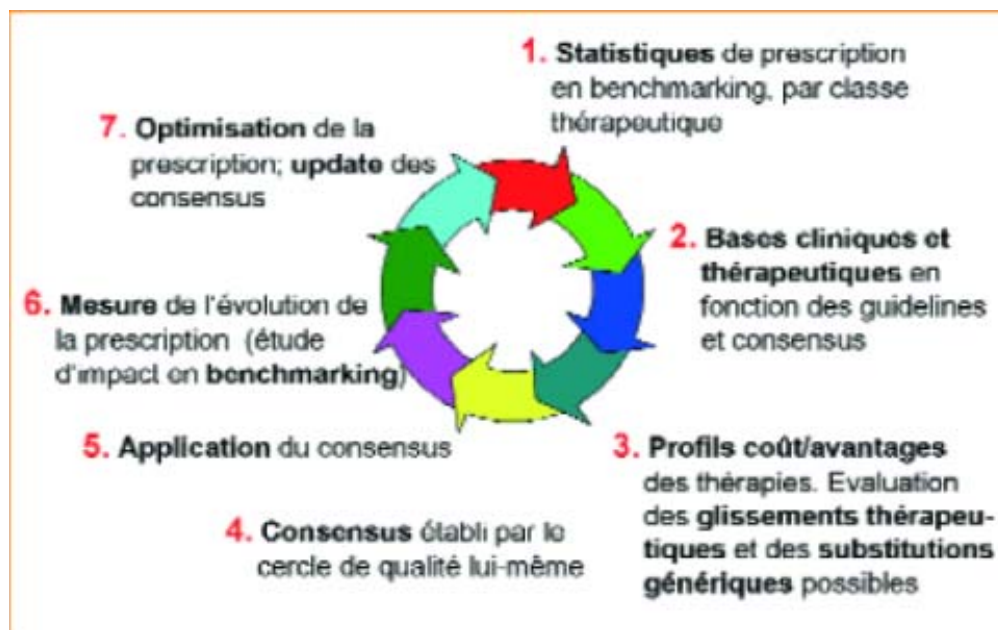 1. Statistiques de prescription
en benchmarking, par classe
thérapeutique
2. Bases cliniques et
thérapeutiques en
fonction des guidelines
et consensus
3. Profils coût/avantages
des thérapies. Evaluation
des glissements thérapeu-
tiques et des substitutions
génériques possibles
4. Consensus établi par le
cercle de qualité lui-même
5. Application du consensus
6. Mesure de l'évolution de
la prescription (étude
d'impact en benchmarking)
7. Optimisation de la
prescription; update des
consensus